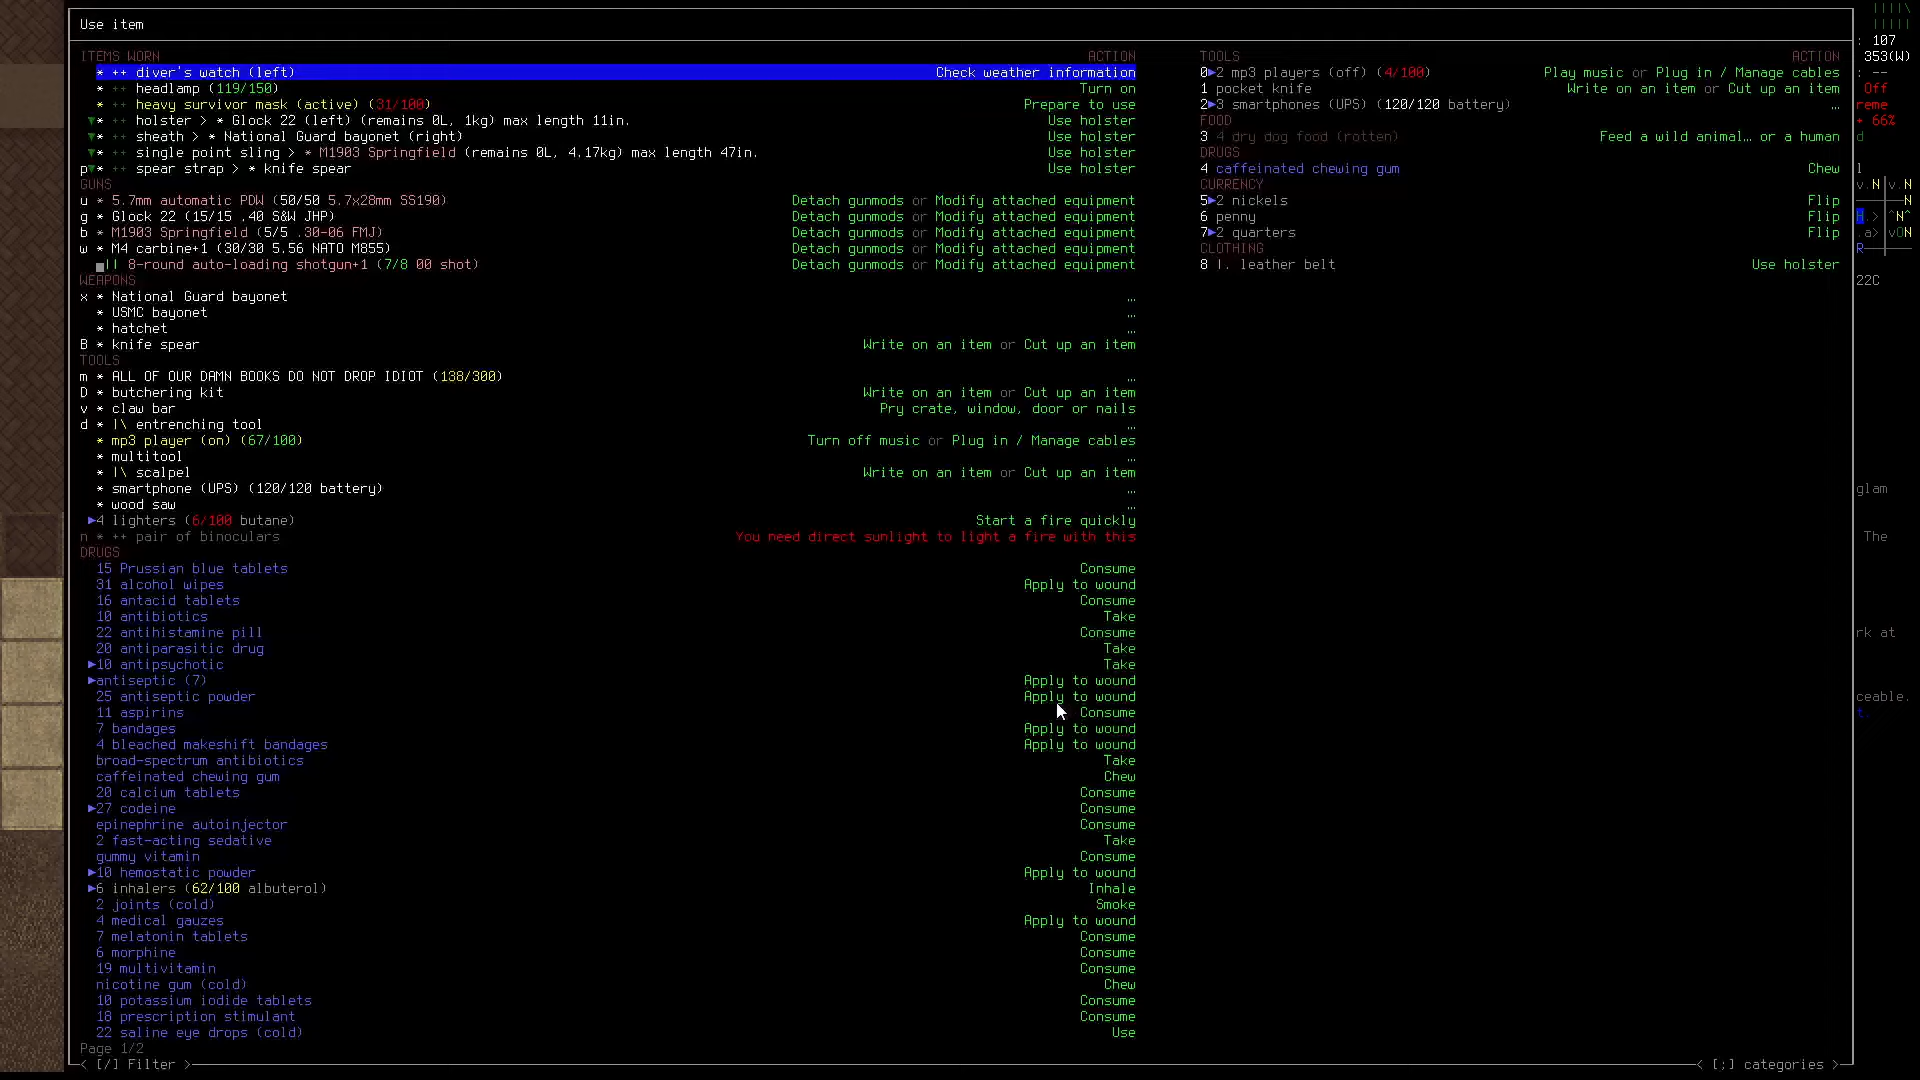 Use item
ITEMS WORN ACTION
* ++ diver's watch (left) Check weather information
* ++ headlamp (119/150) Turn on
* ++ heavy survivor mask (active) (31/100) Prepare to use
▼* ++ holster > * Glock 22 (left) (remains 0L, 1kg) max length 11in. Use holster
▼* ++ sheath > * National Guard bayonet (right) Use holster
▼* ++ single point sling > * M1903 Springfield (remains 0L, 4.17kg) max length 47in. Use holster
p▼* ++ spear strap > * knife spear Use holster
GUNS
u * 5.7mm automatic PDW (50/50 5.7x28mm SS190) Detach gunmods or Modify attached equipment
g * Glock 22 (15/15 .40 S&W JHP) Detach gunmods or Modify attached equipment
b * M1903 Springfield (5/5 .30-06 FMJ) Detach gunmods or Modify attached equipment
w * M4 carbine+1 (30/30 5.56 NATO M855) Detach gunmods or Modify attached equipment
|| 8-round auto-loading shotgun+1 (7/8 00 shot) Detach gunmods or Modify attached equipment
WEAPONS
x * National Guard bayonet …
* USMC bayonet …
* hatchet …
B * knife spear Write on an item or Cut up an item
TOOLS
m * ALL OF OUR DAMN BOOKS DO NOT DROP IDIOT (138/300) …
D * butchering kit Write on an item or Cut up an item
v * claw bar Pry crate, window, door or nails
d * |\ entrenching tool …
* mp3 player (on) (67/100) Turn off music or Plug in / Manage cables
* multitool …
* |\ scalpel Write on an item or Cut up an item
* smartphone (UPS) (120/120 battery) …
* wood saw …
►4 lighters (6/100 butane) Start a fire quickly
n * ++ pair of binoculars You need direct sunlight to light a fire with this
DRUGS
15 Prussian blue tablets Consume
31 alcohol wipes Apply to wound
16 antacid tablets Consume
10 antibiotics Take
22 antihistamine pill Consume
20 antiparasitic drug Take
►10 antipsychotic Take
►antiseptic (7) Apply to wound
25 antiseptic powder Apply to wound
11 aspirins Consume
7 bandages Apply to wound
4 bleached makeshift bandages Apply to wound
broad-spectrum antibiotics Take
caffeinated chewing gum Chew
20 calcium tablets Consume
►27 codeine Consume
epinephrine autoinjector Consume
2 fast-acting sedative Take
gummy vitamin Consume
►10 hemostatic powder Apply to wound
►6 inhalers (62/100 albuterol) Inhale
2 joints (cold) Smoke
4 medical gauzes Apply to wound
7 melatonin tablets Consume
6 morphine Consume
19 multivitamin Consume
nicotine gum (cold) Chew
10 potassium iodide tablets Consume
18 prescription stimulant Consume
22 saline eye drops (cold) Use
Page 1/2
< [/] Filter >
TOOLS ACTION
0►2 mp3 players (off) (4/100) Play music or Plug in / Manage cables
1 pocket knife Write on an item or Cut up an item
2►3 smartphones (UPS) (120/120 battery) …
FOOD
3 4 dry dog food (rotten) Feed a wild animal… or a human
DRUGS
4 caffeinated chewing gum Chew
CURRENCY
5►2 nickels Flip
6 penny Flip
7►2 quarters Flip
CLOTHING
8 |. leather belt Use holster
< [;] categories >
: 107
353(W)
: --
Off
reme
+ 66%
d
l
v.N v.N
N
.> ^N^
.a> vON
R
22C
glam
The
rk at
ceable.
t.